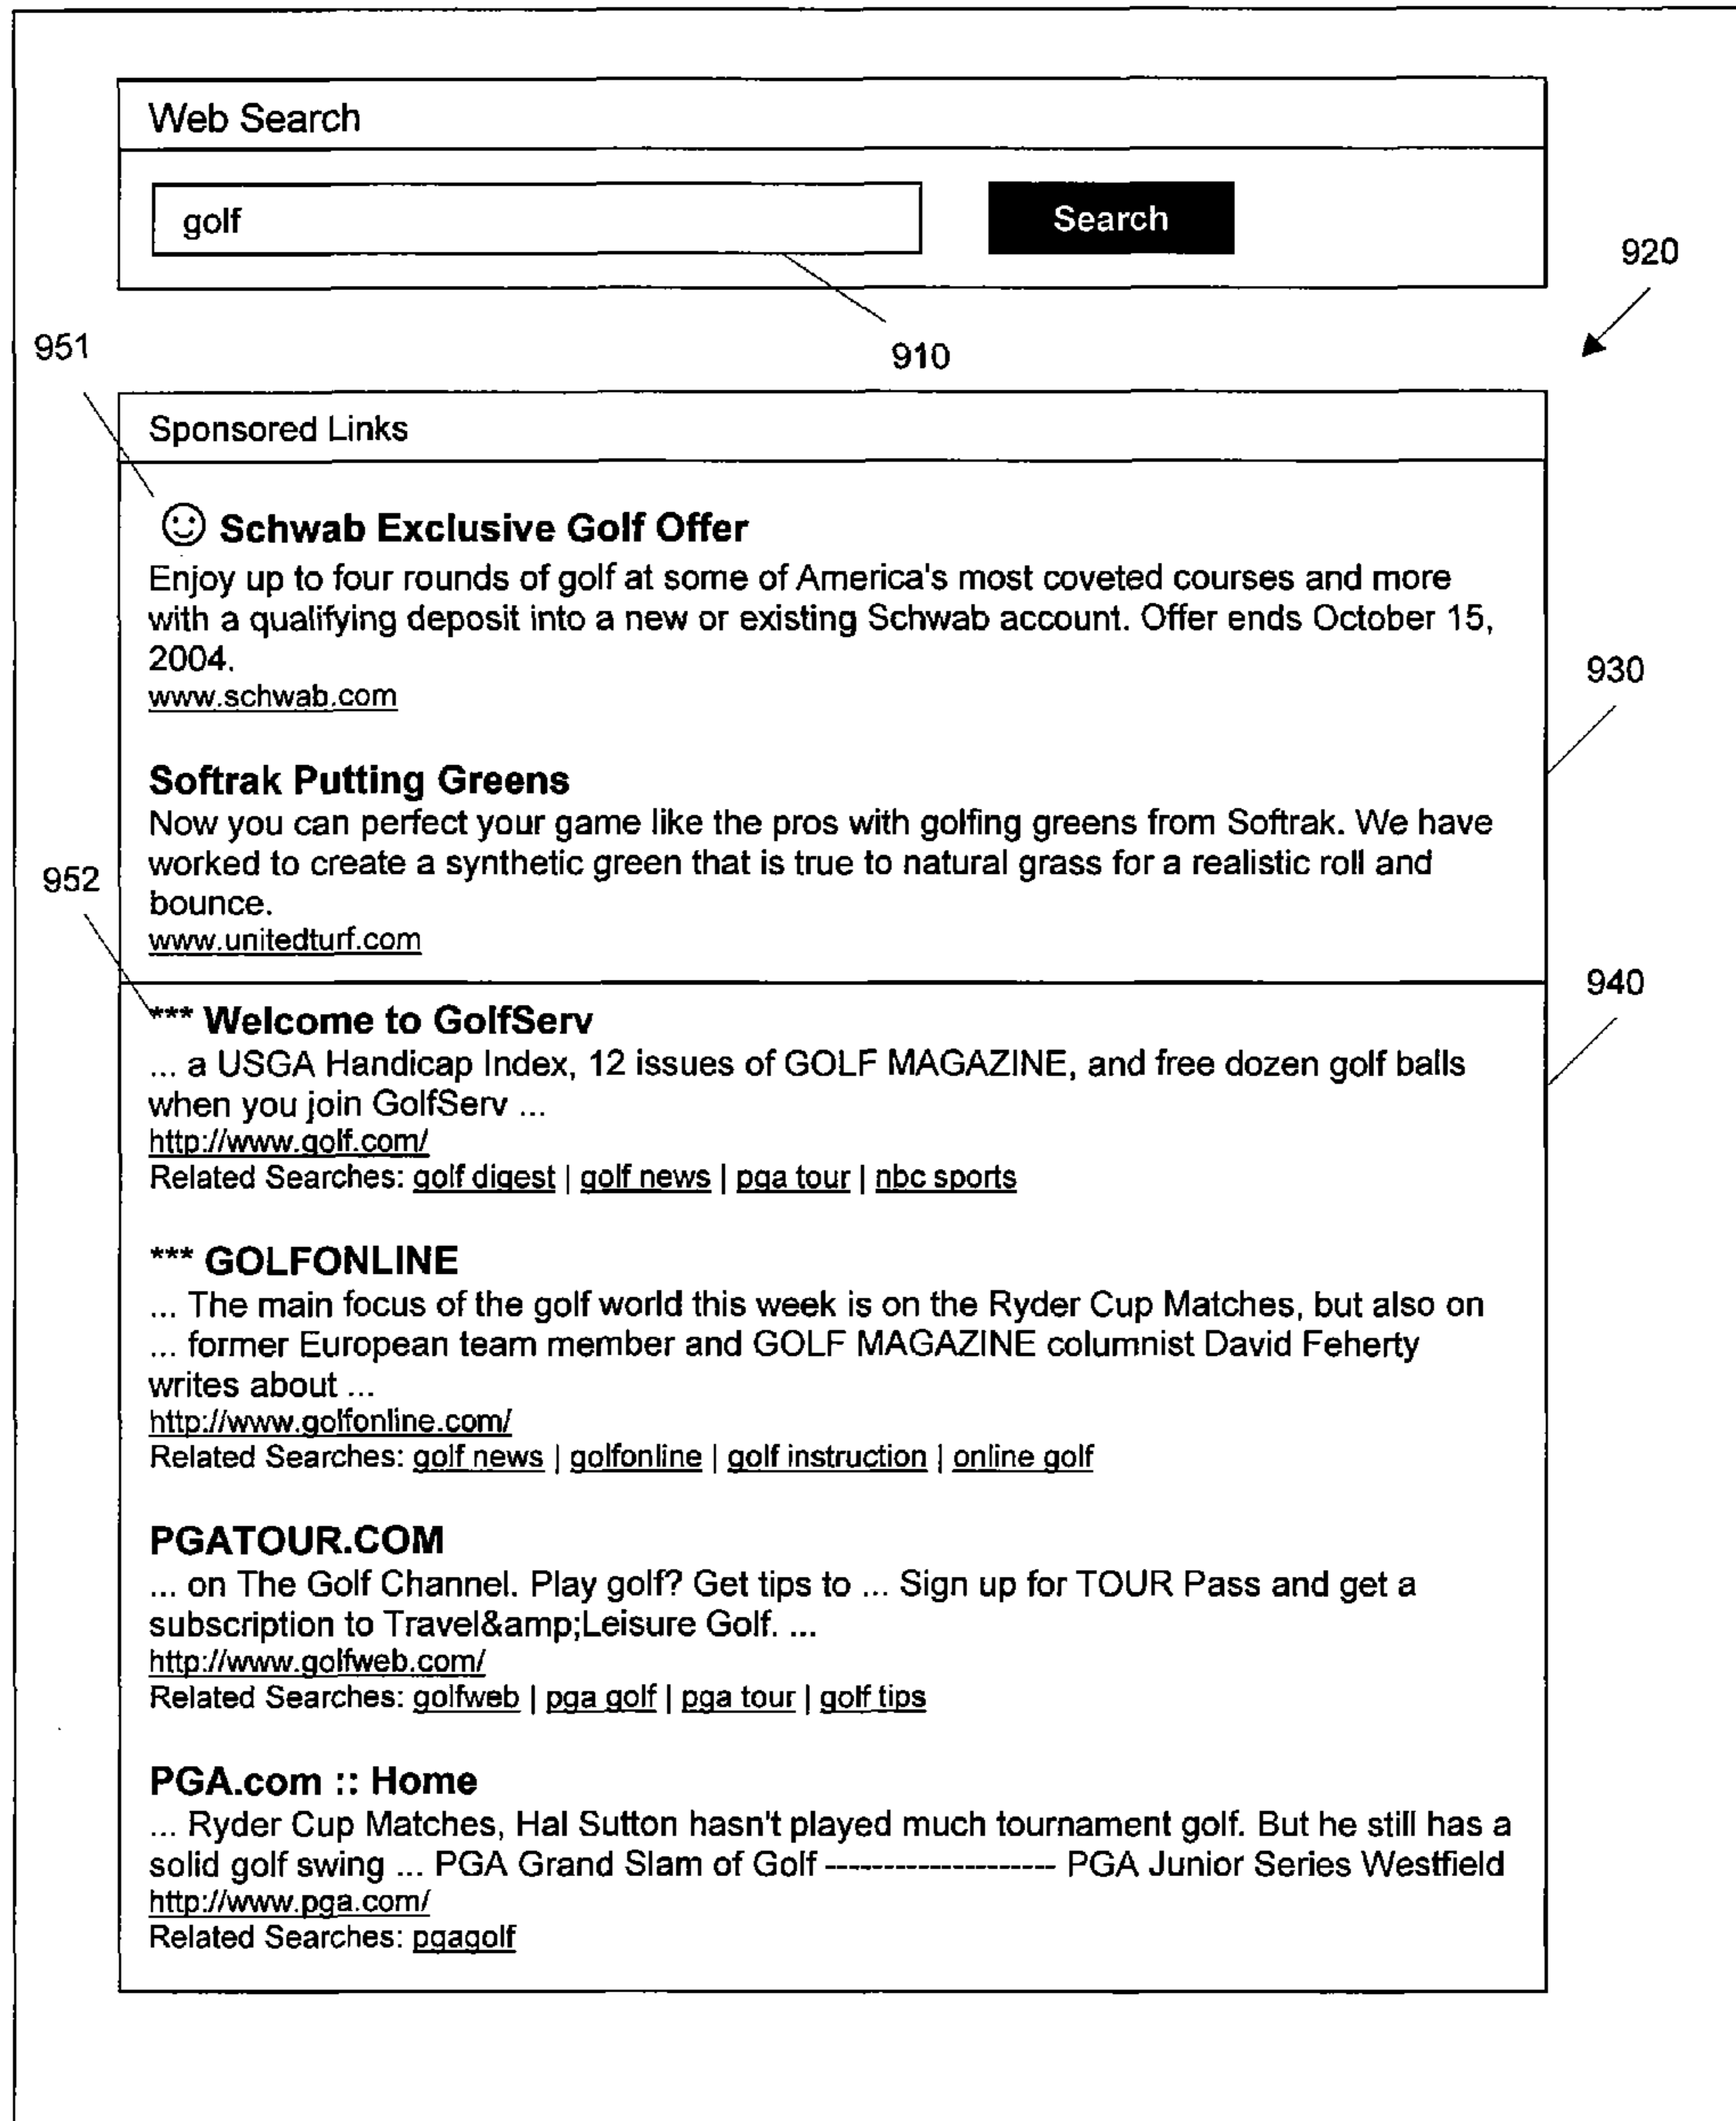 Web Search
golf
Search
920
951
910
Sponsored Links
Schwab Exclusive Golf Offer
Enjoy up to four rounds of golf at some of America's most coveted courses and more
with a qualifying deposit into a new or existing Schwab account. Offer ends October 15,
2004.
www.schwab.com
930
Softrak Putting Greens
Now you can perfect your game like the pros with golfing greens from Softrak. We have
worked to create a synthetic green that is true to natural grass for a realistic roll and
bounce.
www.unitedturf.com
952
940
*** Welcome to GolfServ
... a USGA Handicap Index, 12 issues of GOLF MAGAZINE, and free dozen golf balls
when you join GolfServ ...
http://www.golf.com/
Related Searches: golf digest | golf news | pga tour | nbc sports
*** GOLFONLINE
... The main focus of the golf world this week is on the Ryder Cup Matches, but also on
... former European team member and GOLF MAGAZINE columnist David Feherty
writes about ...
http://www.golfonline.com/
Related Searches: golf news | golfonline | golf instruction | online golf
PGATOUR.COM
... on The Golf Channel. Play golf? Get tips to ... Sign up for TOUR Pass and get a
subscription to Travel&amp;Leisure Golf. ...
http://www.golfweb.com/
Related Searches: golfweb | pga golf | pga tour | golf tips
PGA.com :: Home
... Ryder Cup Matches, Hal Sutton hasn't played much tournament golf. But he still has a
solid golf swing ... PGA Grand Slam of Golf -------------------- PGA Junior Series Westfield
http://www.pga.com/
Related Searches: pgagolf